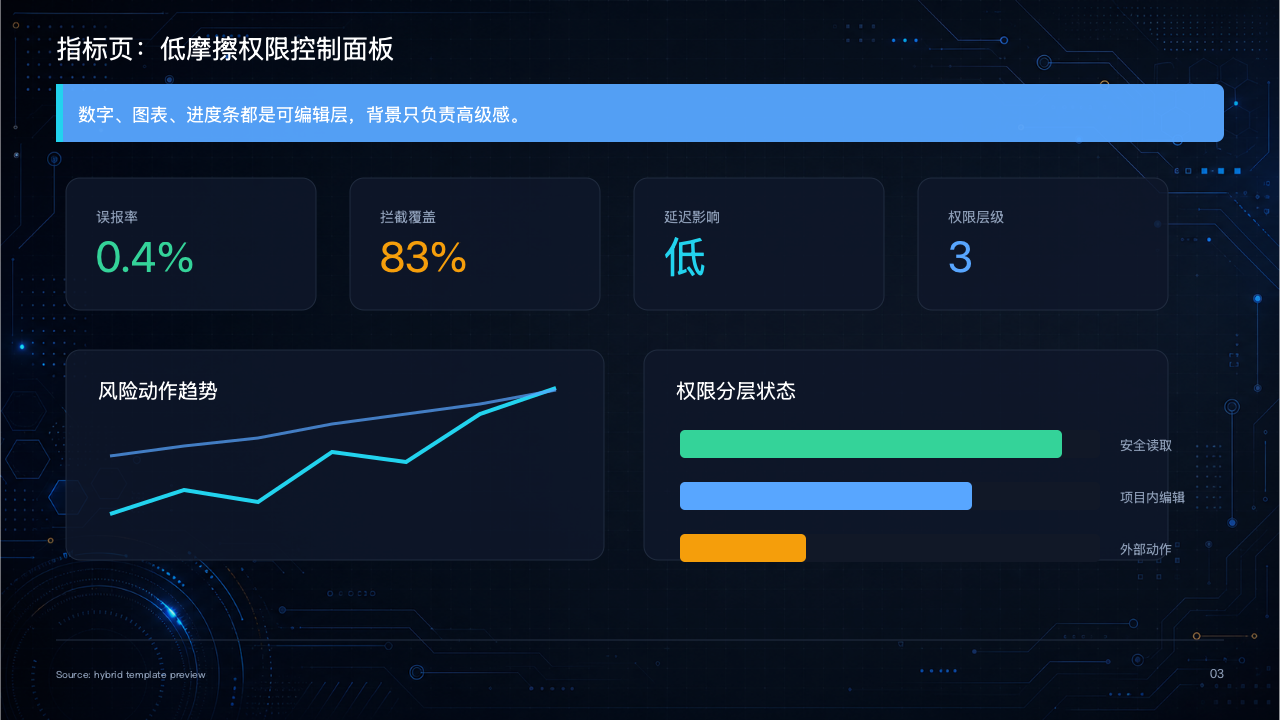 指标页：低摩擦权限控制面板
数字、图表、进度条都是可编辑层，背景只负责高级感。
误报率
0.4%
拦截覆盖
83%
延迟影响
低
权限层级
3
风险动作趋势
权限分层状态
安全读取
项目内编辑
外部动作
Source: hybrid template preview
03